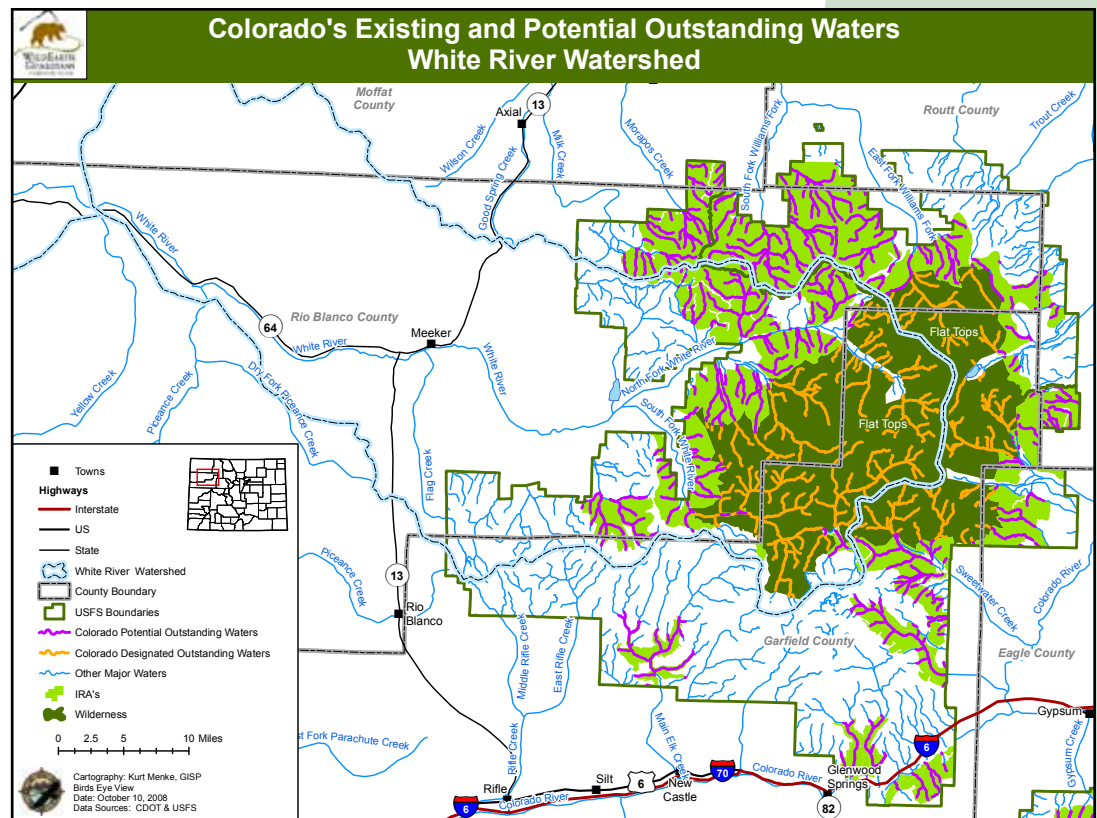 Colorado's Existing and Potential Outstanding Waters
White River Watershed
WILDEARTH
GUARDIANS
Moffat
County
Routt County
Axial
13
Wilson Creek
Milk Creek
Good Spring Creek
Morapos Creek
South Fork Williams Fork
East Fork Williams Fork
Trout Creek
White River
64
Rio Blanco County
White River
Meeker
White River
North Fork White River
South Fork White River
Flat Tops
Flat Tops
Yellow Creek
Piceance Creek
Dry Fork Piceance Creek
Flag Creek
Piceance Creek
13
Rio
Blanco
Middle Rifle Creek
East Rifle Creek
Rifle Creek
Main Elk Creek
Garfield County
Sweetwater Creek
Colorado River
Eagle County
Gypsum
Gypsum Creek
st Fork Parachute Creek
Rifle
Silt
6
New
Castle
70
Colorado River
Glenwood
Springs
6
82
6
Colorado River
Towns
Highways
Interstate
US
State
White River Watershed
County Boundary
USFS Boundaries
Colorado Potential Outstanding Waters
Colorado Designated Outstanding Waters
Other Major Waters
IRA's
Wilderness
0 2.5 5 10 Miles
Cartography: Kurt Menke, GISP
Birds Eye View
Date: October 10, 2008
Data Sources: CDOT & USFS